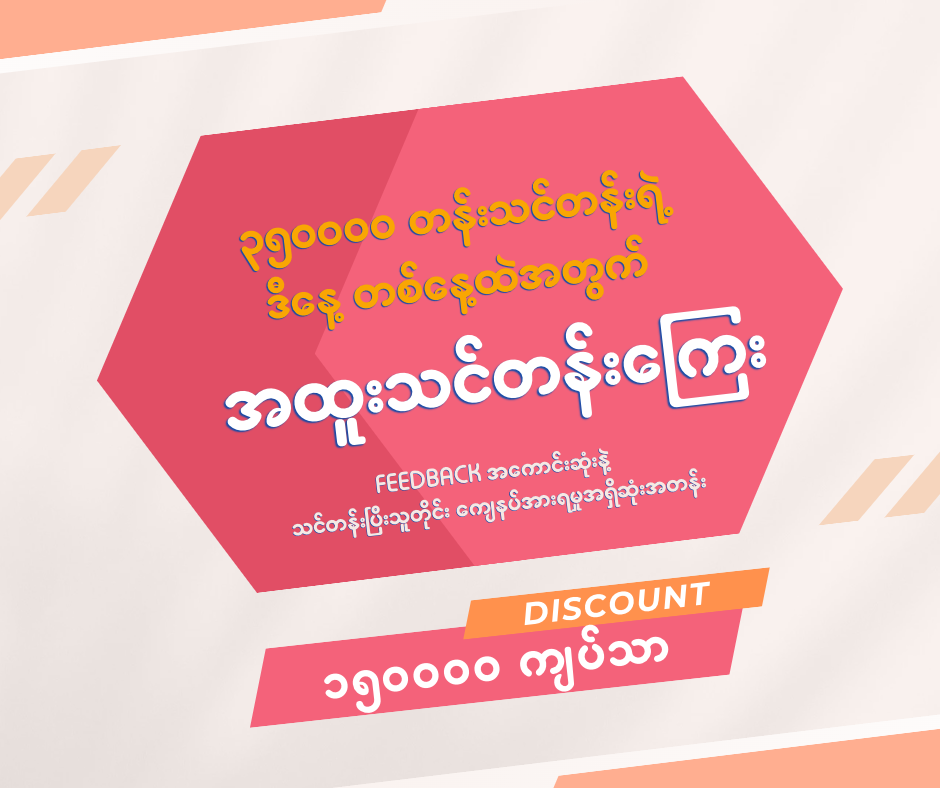 ၃၅၀၀၀၀ တန်းသင်တန်းရဲ့
ဒီနေ့ တစ်နေ့ထဲအတွက်
အထူးသင်တန်းကြေး
FEEDBACK အကောင်းဆုံးနဲ့
သင်တန်းပြီးသူတိုင်း ကျေနပ်အားရမှုအရှိဆုံးအတန်း
DISCOUNT
၁၅၀၀၀၀ ကျပ်သာ